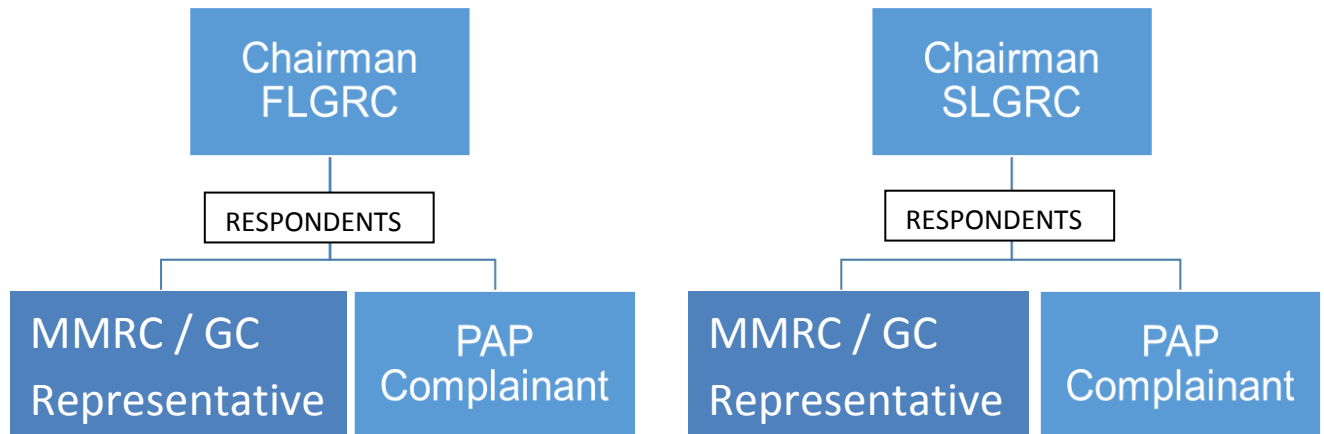 Chairman
FLGRC
RESPONDENTS
MMRC / GC
Representative
PAP
Complainant
Chairman
SLGRC
RESPONDENTS
MMRC / GC
Representative
PAP
Complainant